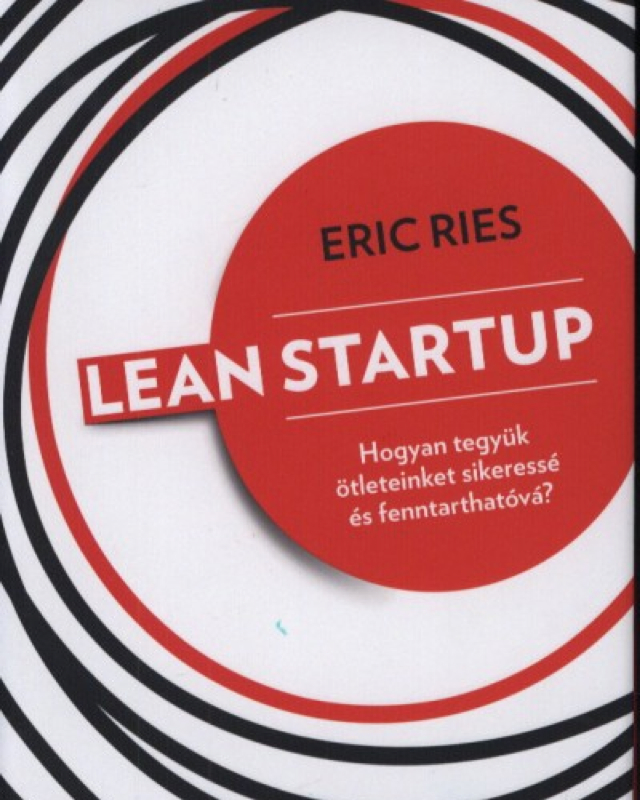 ERIC RIES
LEAN STARTUP
Hogyan tegyük
ötleteinket sikeressé
és fenntarthatóvá?